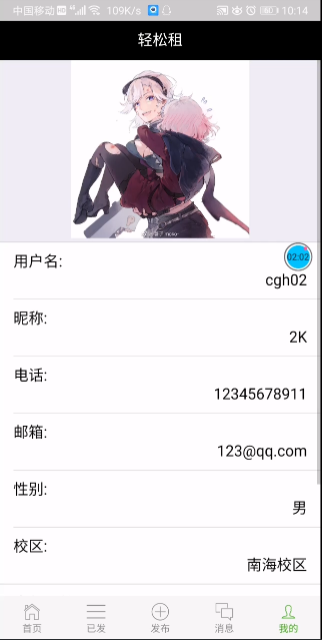 中国移动 HD 4G 109K/s 10:14
轻松租
用户名:
02:02
cgh02
昵称:
2K
电话:
12345678911
邮箱:
123@qq.com
性别:
男
校区:
南海校区
首页 已发 发布 消息 我的